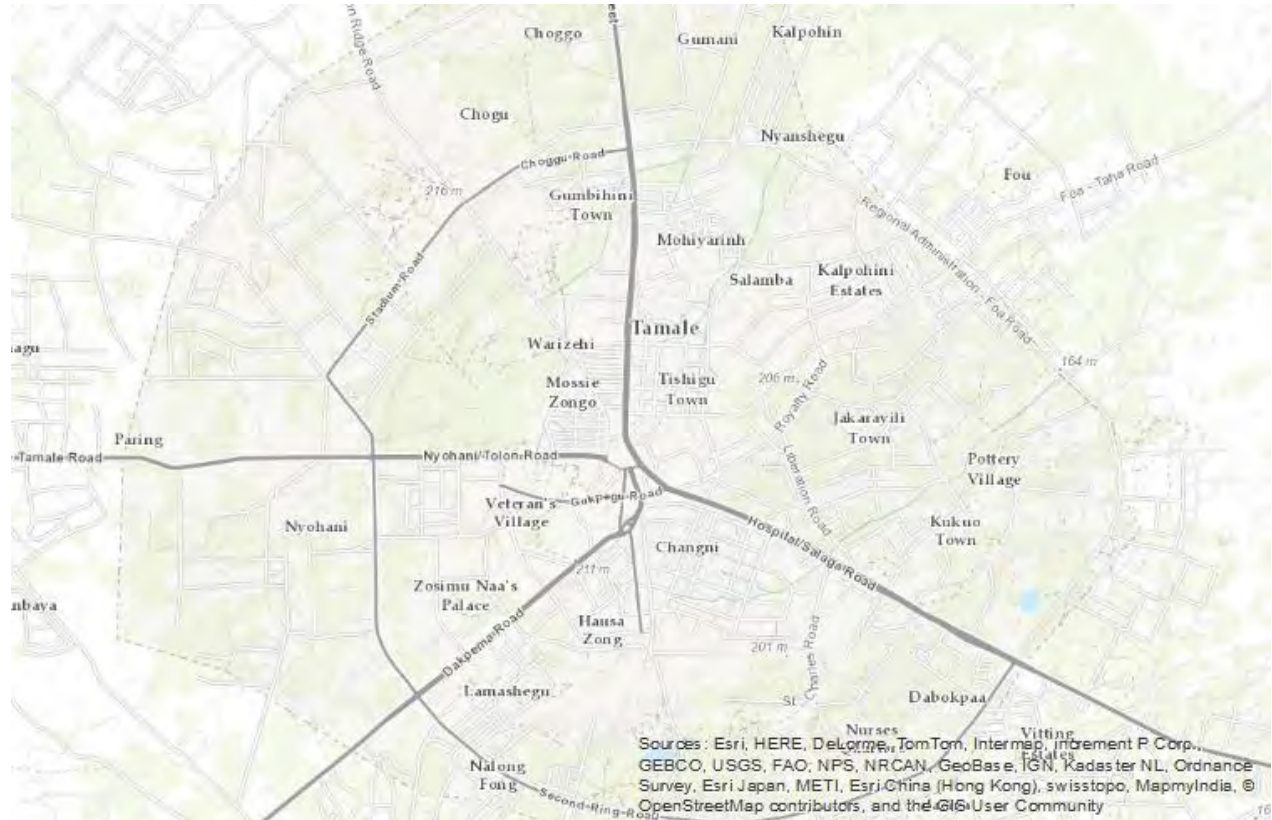 Choggo
Gumani
Kalpohin
Ridge Road
Chogu
Nyanshegu
Choggu Road
Fou
Foa - Taha Road
216 m
Gumbihini
Town
Regional Administration - Foa Road
Mohiyarinh
Salamba
Kalpohini
Estates
Stadium Road
Tamale
Warizehi
164 m
Mossie
Zongo
Tishigu
Town
206 m
Royalty Road
Jakaravili
Town
Paring
-Tamale Road
Nyohani/Tolon Road
Liberation Road
Pottery
Village
Gukpegu Road
Veteran's
Village
Nyohani
Hospital/Salaga Road
Kukuo
Town
Changni
211 m
Zosimu Naa's
Palace
Hausa
Zong
Dakpema Road
201 m
Charles Road
St
Lamashegu
Dabokpaa
Nurses
Vitting
Estates
Nalong
Fong
Second Ring Road
Sources: Esri, HERE, DeLorme, TomTom, Intermap, increment P Corp.,
GEBCO, USGS, FAO, NPS, NRCAN, GeoBase, IGN, Kadaster NL, Ordnance
Survey, Esri Japan, METI, Esri China (Hong Kong), swisstopo, MapmyIndia, ©
OpenStreetMap contributors, and the GIS User Community